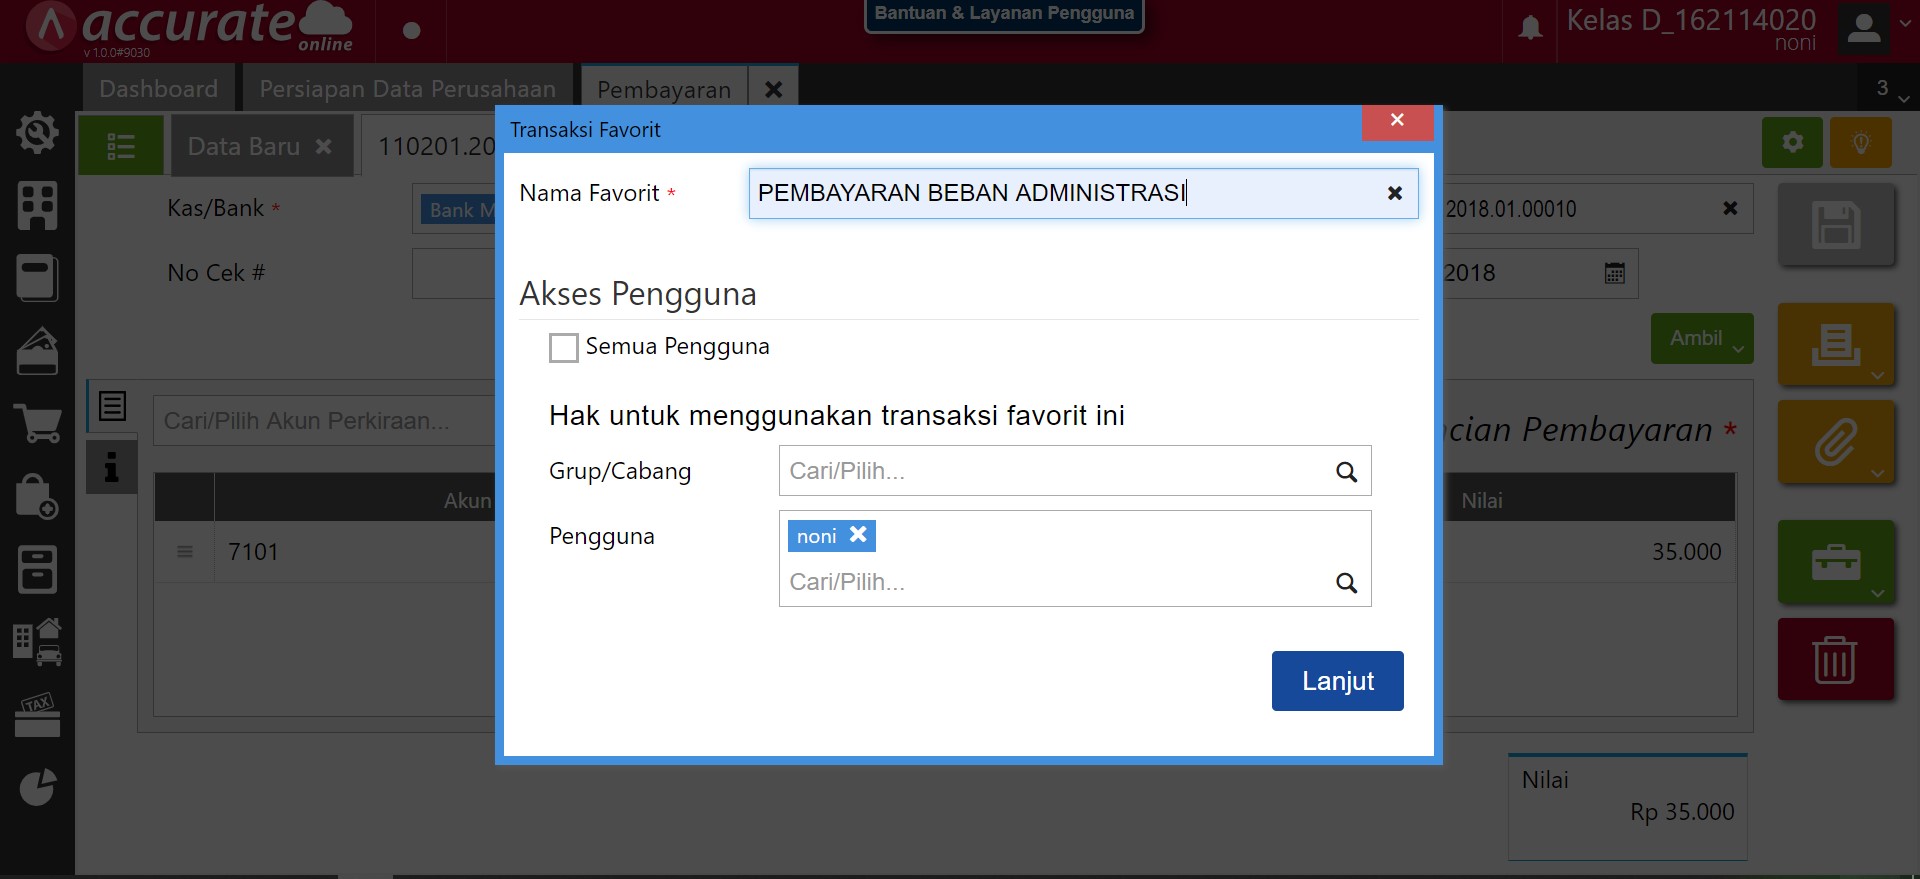 accurate
online
v 1.0.0#9030
Bantuan & Layanan Pengguna
Kelas D_162114020
noni
Dashboard
Persiapan Data Perusahaan
Pembayaran
3
Data Baru
110201.20
Transaksi Favorit
Nama Favorit *
PEMBAYARAN BEBAN ADMINISTRASI
Kas/Bank *
Bank M
2018.01.00010
No Cek #
2018
Akses Pengguna
Semua Pengguna
Ambil
Hak untuk menggunakan transaksi favorit ini
Cari/Pilih Akun Perkiraan...
cian Pembayaran *
Grup/Cabang
Cari/Pilih...
Akun
Nilai
Pengguna
noni
Cari/Pilih...
7101
35.000
Lanjut
TAX
Nilai
Rp 35.000